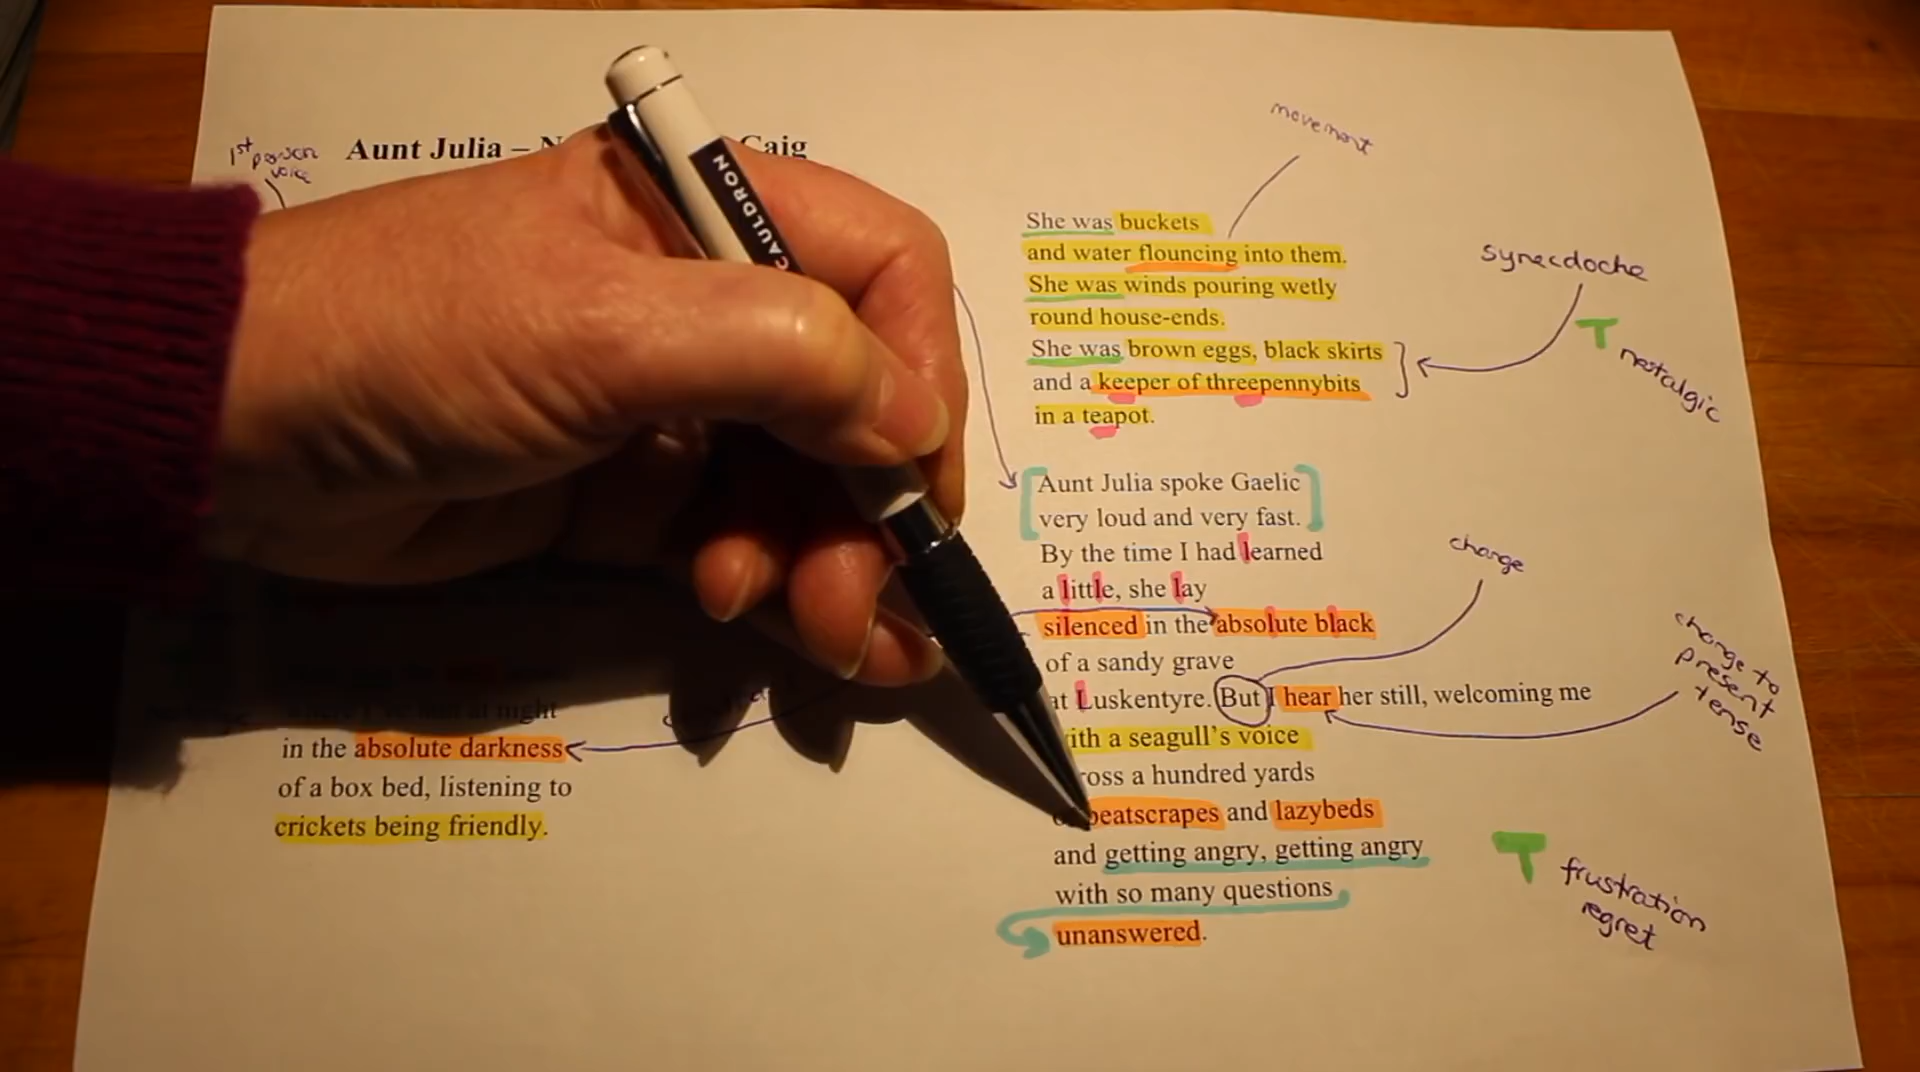 1st person
voice
Aunt Julia – N
Caig
CAULDRON
at night
in the absolute darkness
of a box bed, listening to
crickets being friendly.
movement
She was buckets
and water flouncing into them.
She was winds pouring wetly
round house-ends.
She was brown eggs, black skirts
and a keeper of threepennybits
in a teapot.
synecdoche
T nostalgic
Aunt Julia spoke Gaelic
very loud and very fast.
By the time I had learned
a little, she lay
silenced in the absolute black
of a sandy grave
at Luskentyre. But I hear her still, welcoming me
ith a seagull's voice
ross a hundred yards
peatscrapes and lazybeds
and getting angry, getting angry
with so many questions
unanswered.
change
change to
present
tense
T frustration
regret